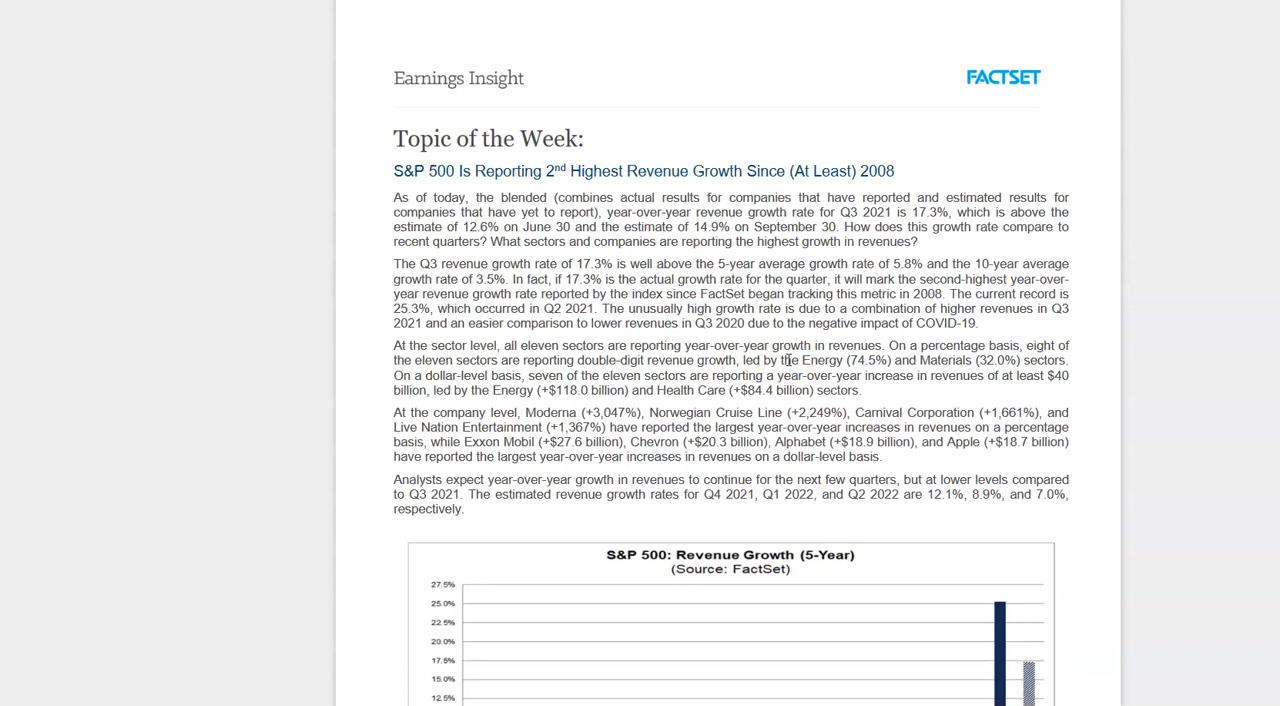 Earnings Insight
FACTSET
Topic of the Week:
S&P 500 Is Reporting 2nd Highest Revenue Growth Since (At Least) 2008
As of today, the blended (combines actual results for companies that have reported and estimated results for
companies that have yet to report), year-over-year revenue growth rate for Q3 2021 is 17.3%, which is above the
estimate of 12.6% on June 30 and the estimate of 14.9% on September 30. How does this growth rate compare to
recent quarters? What sectors and companies are reporting the highest growth in revenues?
The Q3 revenue growth rate of 17.3% is well above the 5-year average growth rate of 5.8% and the 10-year average
growth rate of 3.5%. In fact, if 17.3% is the actual growth rate for the quarter, it will mark the second-highest year-over-
year revenue growth rate reported by the index since FactSet began tracking this metric in 2008. The current record is
25.3%, which occurred in Q2 2021. The unusually high growth rate is due to a combination of higher revenues in Q3
2021 and an easier comparison to lower revenues in Q3 2020 due to the negative impact of COVID-19.
At the sector level, all eleven sectors are reporting year-over-year growth in revenues. On a percentage basis, eight of
the eleven sectors are reporting double-digit revenue growth, led by the Energy (74.5%) and Materials (32.0%) sectors.
On a dollar-level basis, seven of the eleven sectors are reporting a year-over-year increase in revenues of at least $40
billion, led by the Energy (+$118.0 billion) and Health Care (+$84.4 billion) sectors.
At the company level, Moderna (+3,047%), Norwegian Cruise Line (+2,249%), Carnival Corporation (+1,661%), and
Live Nation Entertainment (+1,367%) have reported the largest year-over-year increases in revenues on a percentage
basis, while Exxon Mobil (+$27.6 billion), Chevron (+$20.3 billion), Alphabet (+$18.9 billion), and Apple (+$18.7 billion)
have reported the largest year-over-year increases in revenues on a dollar-level basis.
Analysts expect year-over-year growth in revenues to continue for the next few quarters, but at lower levels compared
to Q3 2021. The estimated revenue growth rates for Q4 2021, Q1 2022, and Q2 2022 are 12.1%, 8.9%, and 7.0%,
respectively.
S&P 500: Revenue Growth (5-Year)
(Source: FactSet)
27.5%
25.0%
22.5%
20.0%
17.5%
15.0%
12.5%